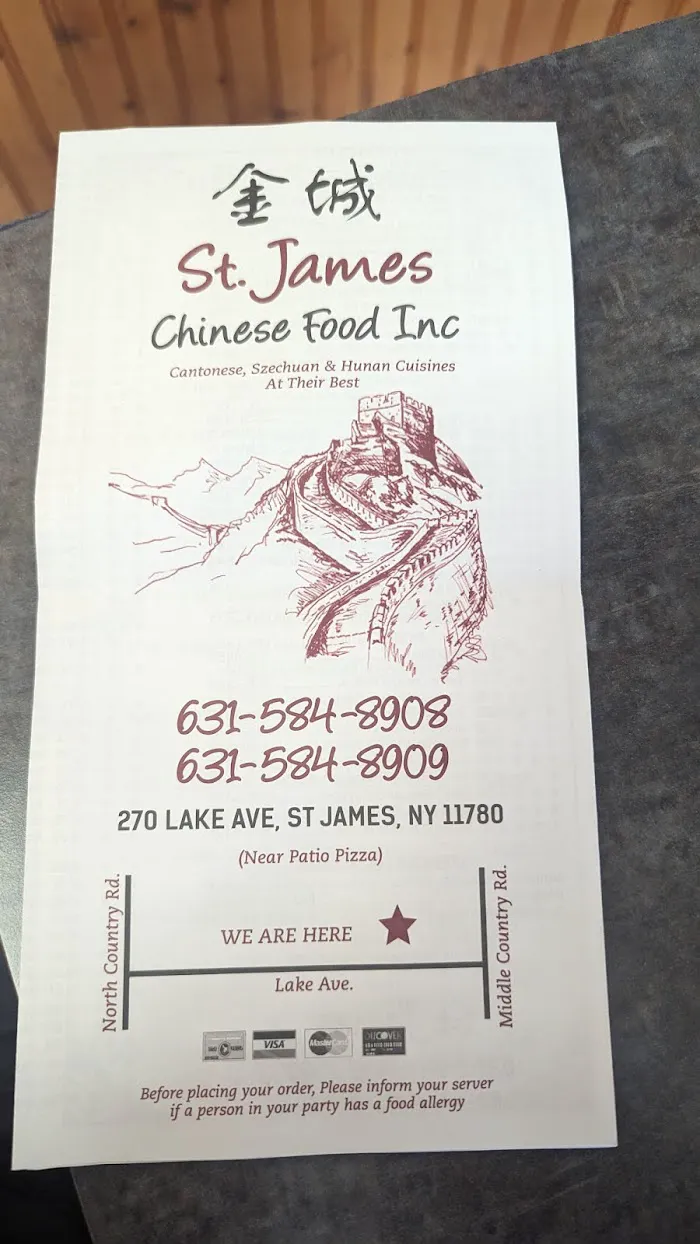 金城
St. James
Chinese Food Inc
Cantonese, Szechuan & Hunan Cuisines
At Their Best
631-584-8908
631-584-8909
270 LAKE AVE, ST JAMES, NY 11780
(Near Patio Pizza)
North Country Rd.
WE ARE HERE
Middle Country Rd.
Lake Ave.
VISA
MasterCard
DISCOVER
Before placing your order, Please inform your server
if a person in your party has a food allergy